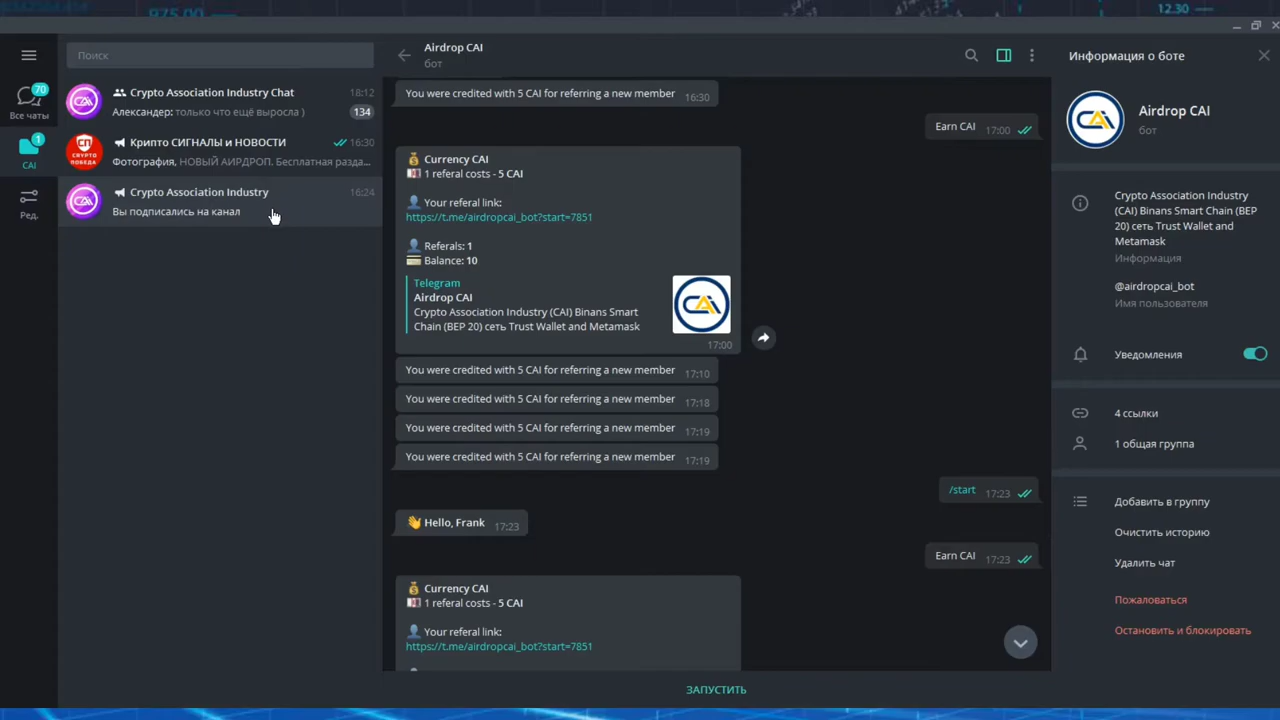 975.00
12.30
Поиск
70
Все чаты
1
CAI
Ред.
Crypto Association Industry Chat
18:12
Александер: только что ещё выросла )
134
Крипто СИГНАЛЫ и НОВОСТИ
16:30
Фотография, НОВЫЙ АИРДРОП. Бесплатная разда...
СП
КРИПТО
ПОБЕДА
Crypto Association Industry
16:24
Вы подписались на канал
Airdrop CAI
бот
You were credited with 5 CAI for referring a new member 16:30
Earn CAI 17:00
Currency CAI
1 referal costs - 5 CAI
Your referal link:
https://t.me/airdropcai_bot?start=7851
Referals: 1
Balance: 10
Telegram
Airdrop CAI
Crypto Association Industry (CAI) Binans Smart
Chain (BEP 20) сеть Trust Wallet and Metamask
17:00
You were credited with 5 CAI for referring a new member 17:10
You were credited with 5 CAI for referring a new member 17:18
You were credited with 5 CAI for referring a new member 17:19
You were credited with 5 CAI for referring a new member 17:19
/start 17:23
Hello, Frank 17:23
Earn CAI 17:23
Currency CAI
1 referal costs - 5 CAI
Your referal link:
https://t.me/airdropcai_bot?start=7851
ЗАПУСТИТЬ
Информация о боте
Airdrop CAI
бот
Crypto Association Industry
(CAI) Binans Smart Chain (BEP
20) сеть Trust Wallet and
Metamask
Информация
@airdropcai_bot
Имя пользователя
Уведомления
4 ссылки
1 общая группа
Добавить в группу
Очистить историю
Удалить чат
Пожаловаться
Остановить и блокировать